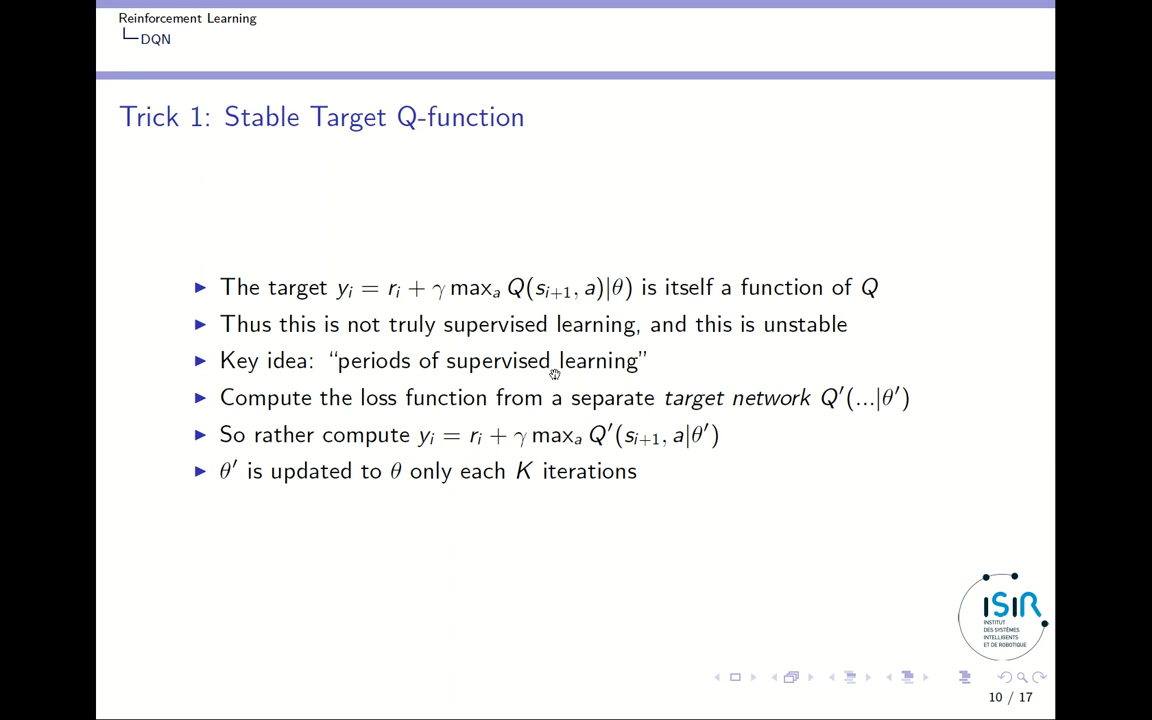 Reinforcement Learning
DQN
Trick 1: Stable Target Q-function
▶ The target yᵢ = rᵢ + γ maxₐ Q(sᵢ₊₁, a)|θ) is itself a function of Q
▶ Thus this is not truly supervised learning, and this is unstable
▶ Key idea: “periods of supervised learning”
▶ Compute the loss function from a separate target network Q′(...|θ′)
▶ So rather compute yᵢ = rᵢ + γ maxₐ Q′(sᵢ₊₁, a|θ′)
▶ θ′ is updated to θ only each K iterations
ISIR
INSTITUT
DES SYSTÈMES
INTELLIGENTS
ET DE ROBOTIQUE
10 / 17